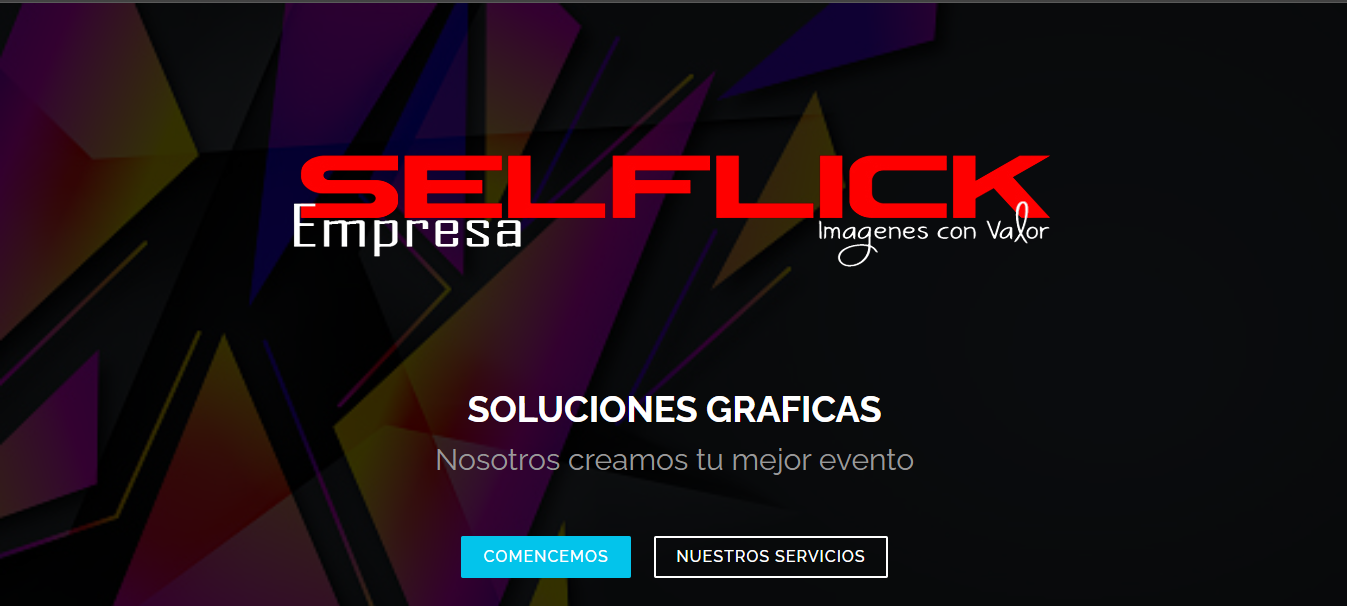 SELFLICK
Empresa
Imagenes con Valor
SOLUCIONES GRAFICAS
Nosotros creamos tu mejor evento
COMENCEMOS
NUESTROS SERVICIOS